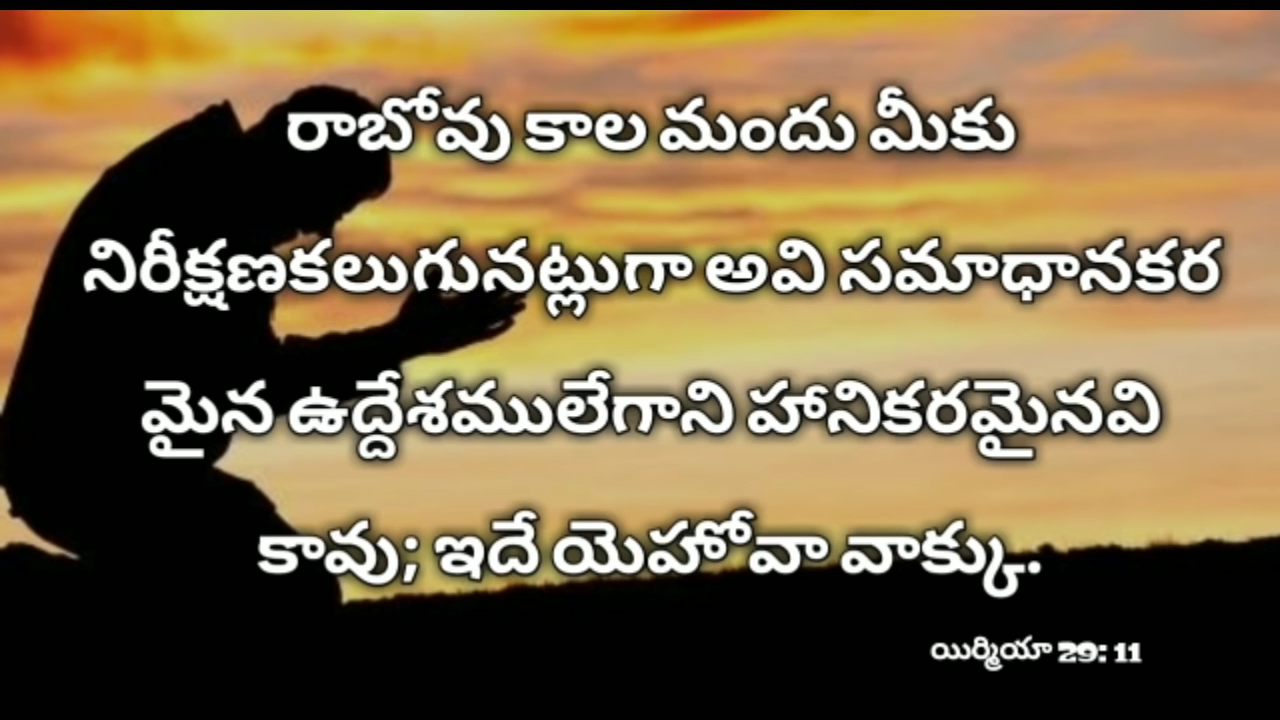 రాబోవు కాల మందు మీకు
నిరీక్షణకలుగునట్లుగా అవి సమాధానకర
మైన ఉద్దేశములేగాని హానికరమైనవి
కావు; ఇదే యెహోవా వాక్కు.
యిర్మియా 29: 11